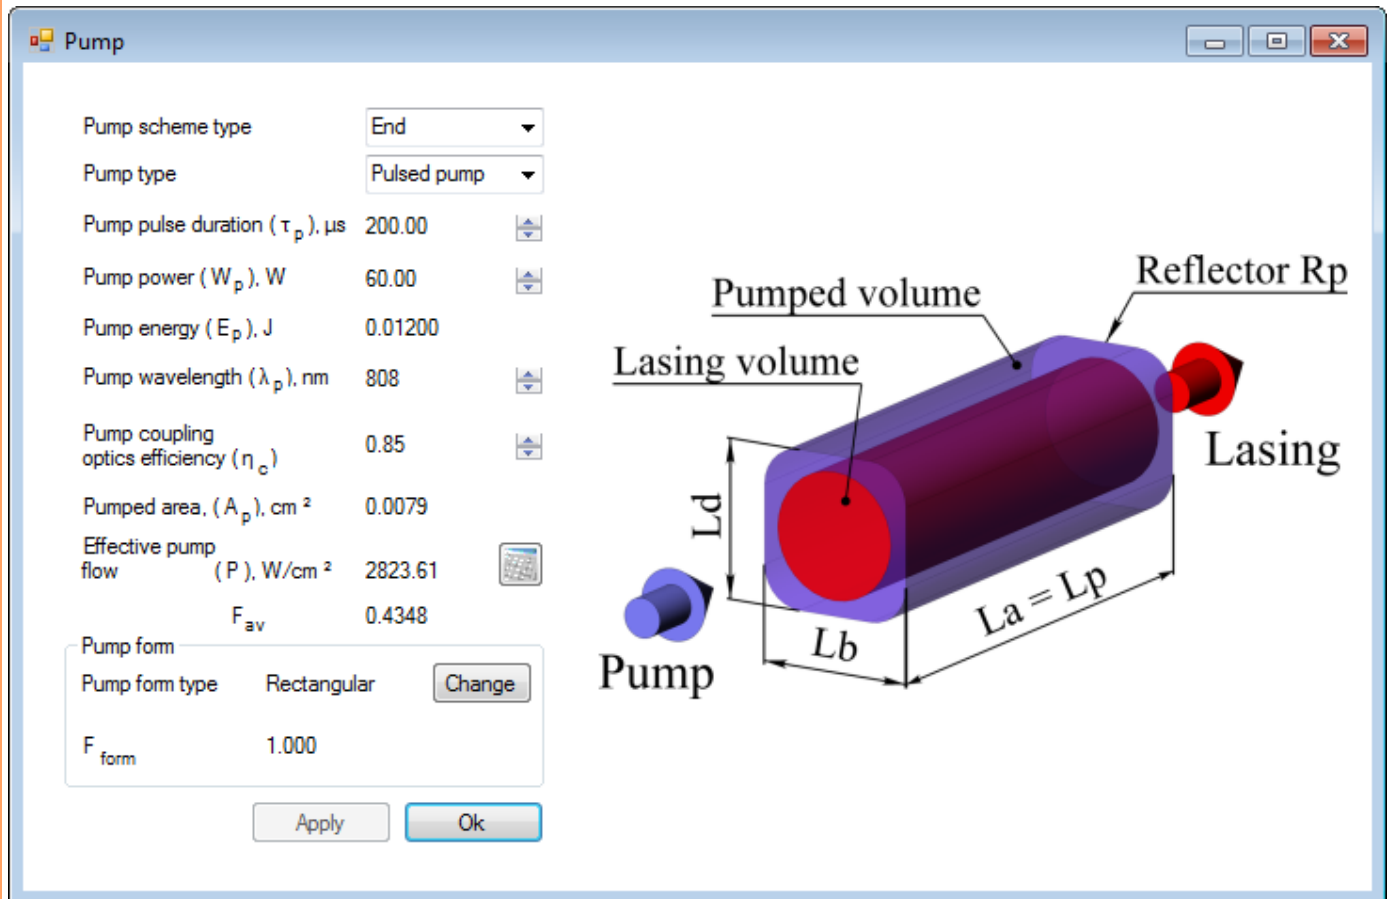 Pump
Pump scheme type End
Pump type Pulsed pump
Pump pulse duration ( τ p ), µs 200.00
Pump power ( W p ), W 60.00
Pump energy ( E p ), J 0.01200
Pump wavelength ( λ p ), nm 808
Pump coupling
optics efficiency ( η c ) 0.85
Pumped area, ( A p ), cm ² 0.0079
Effective pump
flow ( P ), W/cm ² 2823.61
F av 0.4348
Pump form
Pump form type Rectangular Change
F form 1.000
Apply Ok
Reflector Rp
Pumped volume
Lasing volume
Lasing
Ld
La = Lp
Lb
Pump